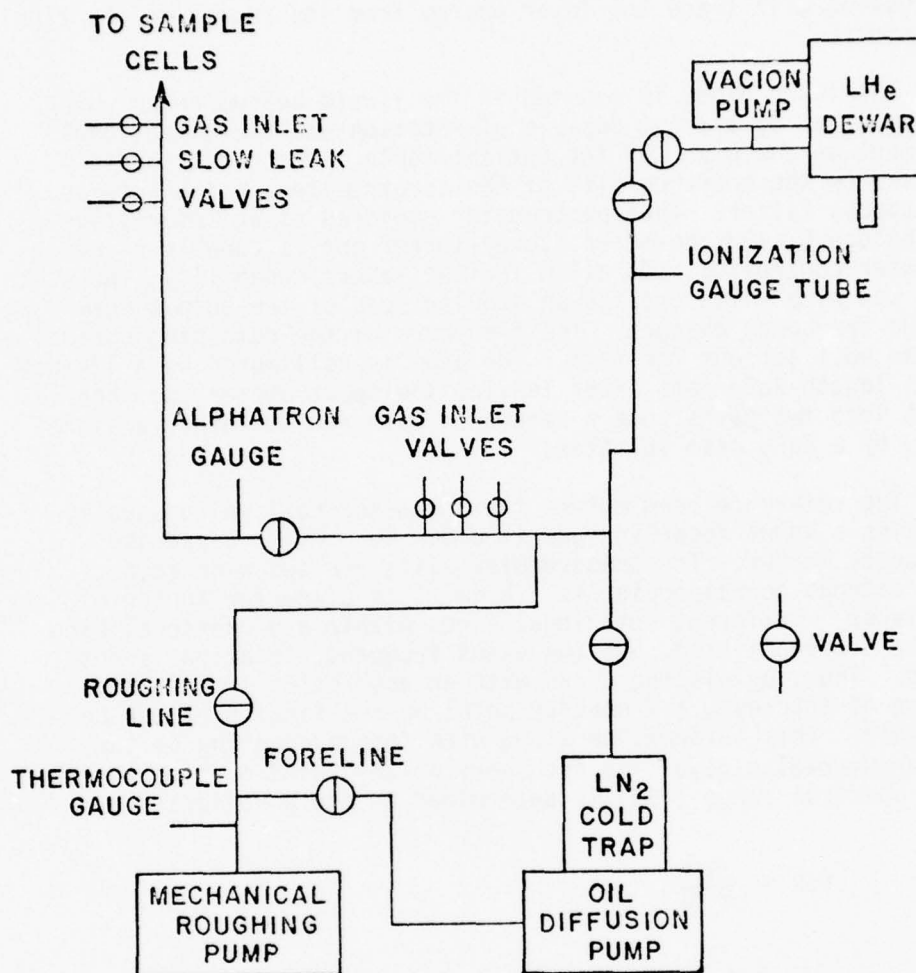 TO SAMPLE
CELLS
GAS INLET
SLOW LEAK
VALVES
VACION
PUMP
LHe
DEWAR
IONIZATION
GAUGE TUBE
ALPHATRON
GAUGE
GAS INLET
VALVES
VALVE
ROUGHING
LINE
FORELINE
THERMOCOUPLE
GAUGE
LN2
COLD
TRAP
MECHANICAL
ROUGHING
PUMP
OIL
DIFFUSION
PUMP